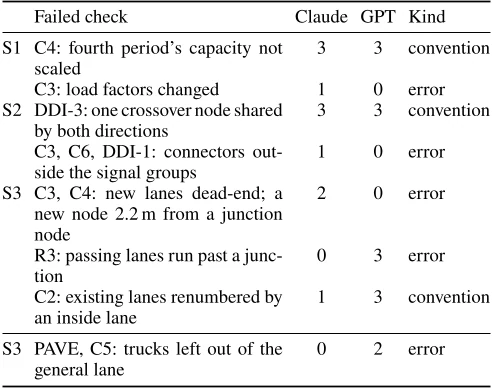 Failed check Claude GPT Kind
S1 C4: fourth period's capacity not 3 3 convention
scaled
C3: load factors changed 1 0 error
S2 DDI-3: one crossover node shared 3 3 convention
by both directions
C3, C6, DDI-1: connectors out- 1 0 error
side the signal groups
S3 C3, C4: new lanes dead-end; a 2 0 error
new node 2.2 m from a junction
node
R3: passing lanes run past a junc- 0 3 error
tion
C2: existing lanes renumbered by 1 3 convention
an inside lane
S3 PAVE, C5: trucks left out of the 0 2 error
general lane